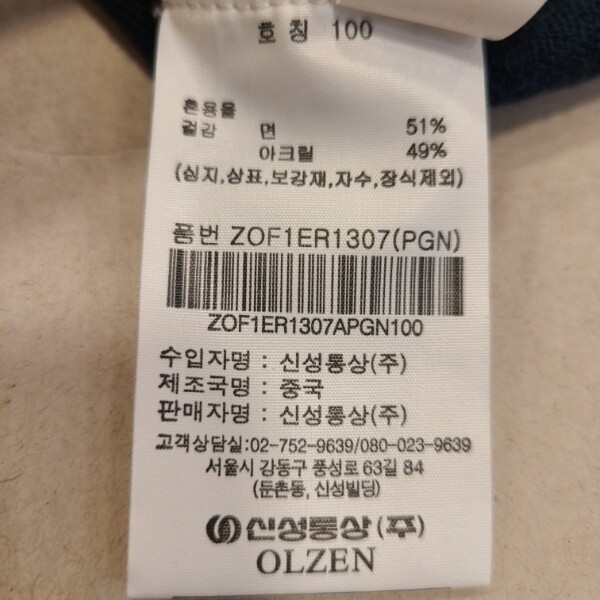 호칭 100
혼용율
겉감 면 51%
아크릴 49%
(심지,상표,보강재,자수,장식제외)
품번 ZOF1ER1307(PGN)
ZOF1ER1307APGN100
수입자명 : 신성통상(주)
제조국명 : 중국
판매자명 : 신성통상(주)
고객상담실:02-752-9639/080-023-9639
서울시 강동구 풍성로 63길 84
(둔촌동, 신성빌딩)
신성통상(주)
OLZEN